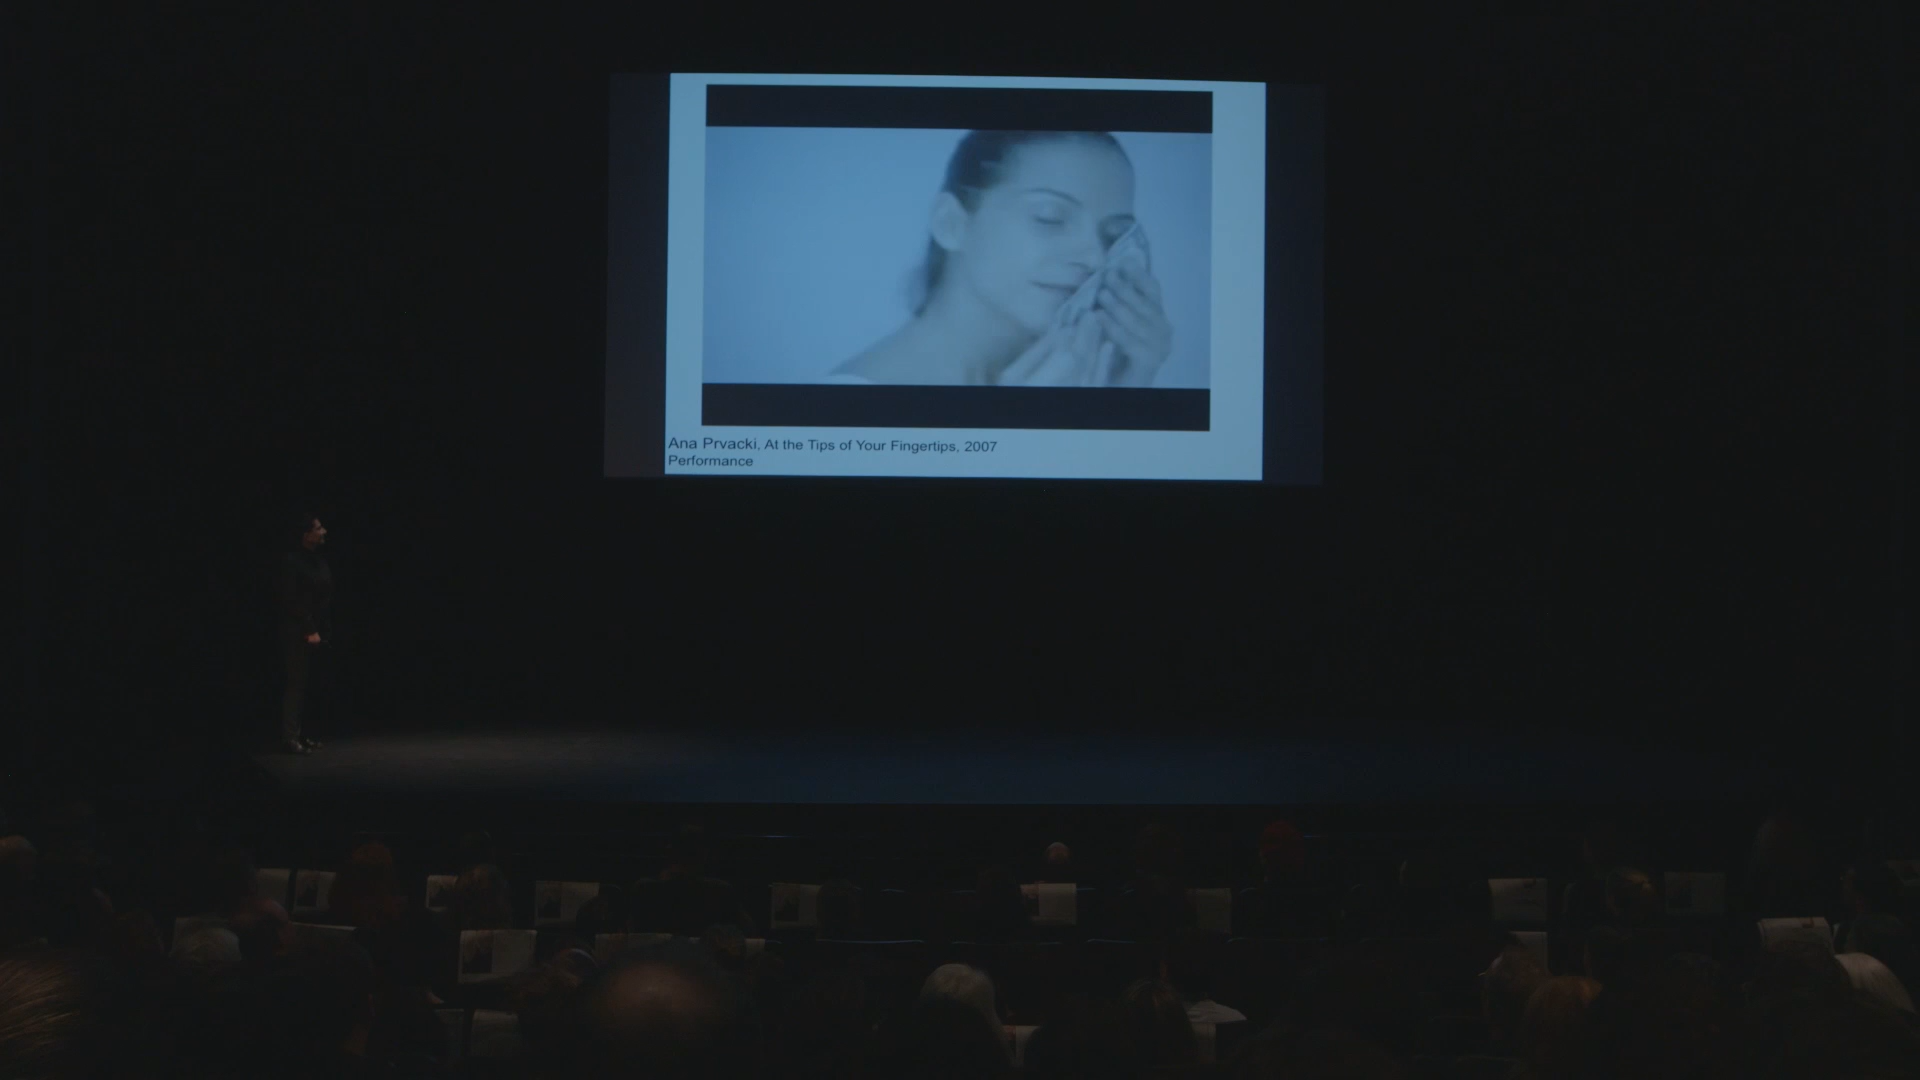 Ana Prvacki, At the Tips of Your Fingertips, 2007
Performance